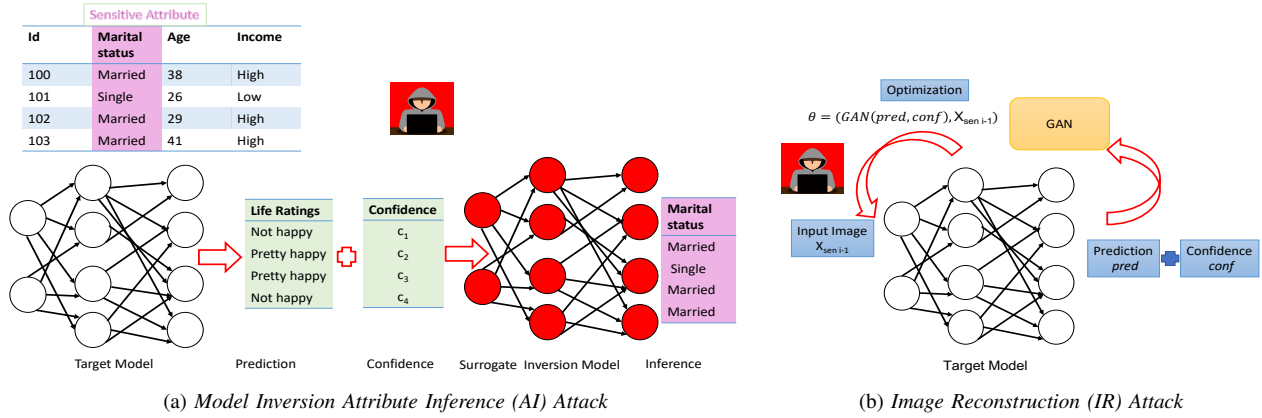 Sensitive Attribute
Id Marital status Age Income
100 Married 38 High
101 Single 26 Low
102 Married 29 High
103 Married 41 High
Life Ratings
Not happy
Pretty happy
Pretty happy
Not happy
Confidence
c1
c2
c3
c4
Marital
status
Married
Single
Married
Married
Target Model Prediction Confidence Surrogate Inversion Model Inference
(a) Model Inversion Attribute Inference (AI) Attack
Optimization
θ = (GAN(pred, conf), Xsen i-1)
GAN
Input Image
Xsen i-1
Prediction
pred
Confidence
conf
Target Model
(b) Image Reconstruction (IR) Attack